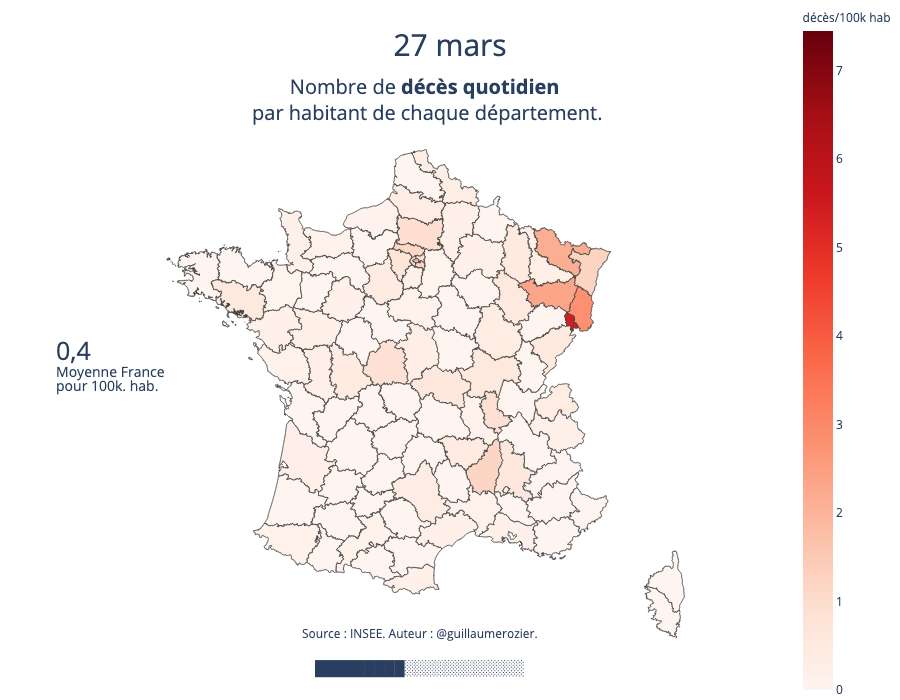 décès/100k hab
27 mars
Nombre de décès quotidien
par habitant de chaque département.
7
6
5
4
3
2
1
0
0,4
Moyenne France
pour 100k. hab.
Source : INSEE. Auteur : @guillaumerozier.